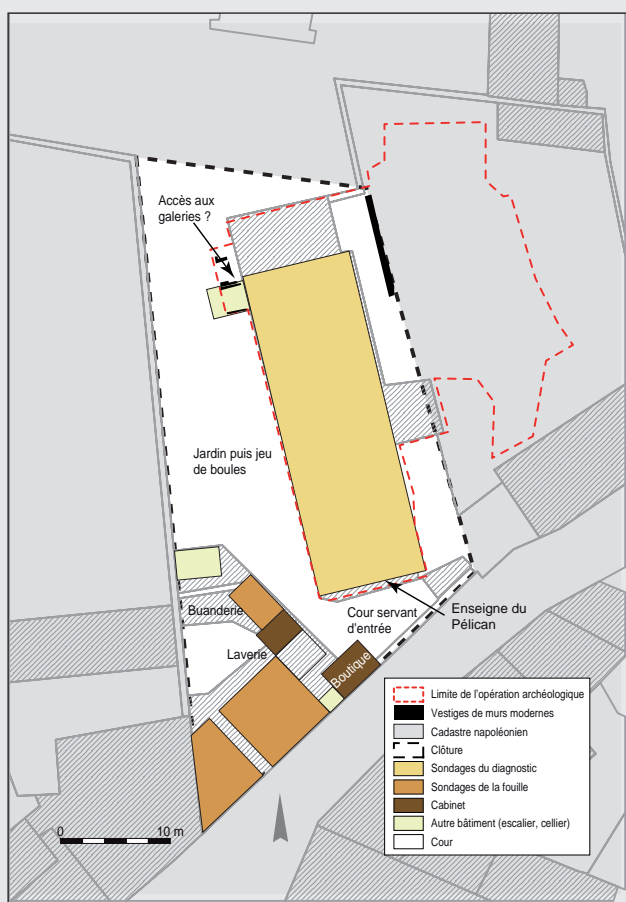 Accès aux
galeries ?
Jardin puis jeu
de boules
Buanderie
Laverie
Boutique
Cour servant
d'entrée
Enseigne du
Pélican
0 10 m
Limite de l'opération archéologique
Vestiges de murs modernes
Cadastre napoléonien
Clôture
Sondages du diagnostic
Sondages de la fouille
Cabinet
Autre bâtiment (escalier, cellier)
Cour